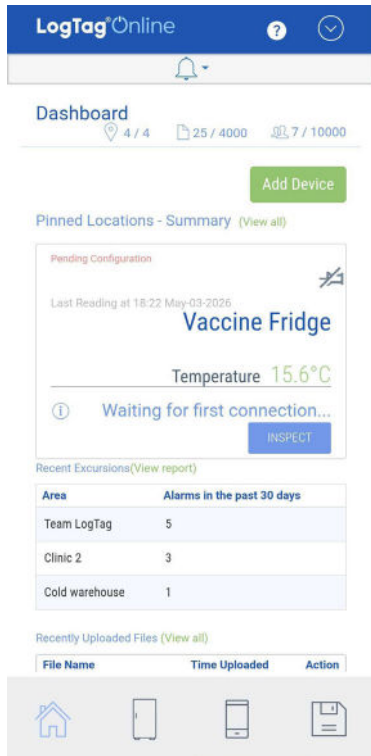 LogTag® Online
?
Dashboard
4 / 4 25 / 4000 7 / 10000
Add Device
Pinned Locations - Summary (View all)
Pending Configuration
Last Reading at 18:22 May-03-2026
Vaccine Fridge
Temperature 15.6°C
Waiting for first connection...
INSPECT
Recent Excursions(View report)
Area Alarms in the past 30 days
Team LogTag 5
Clinic 2 3
Cold warehouse 1
Recently Uploaded Files (View all)
File Name Time Uploaded Action